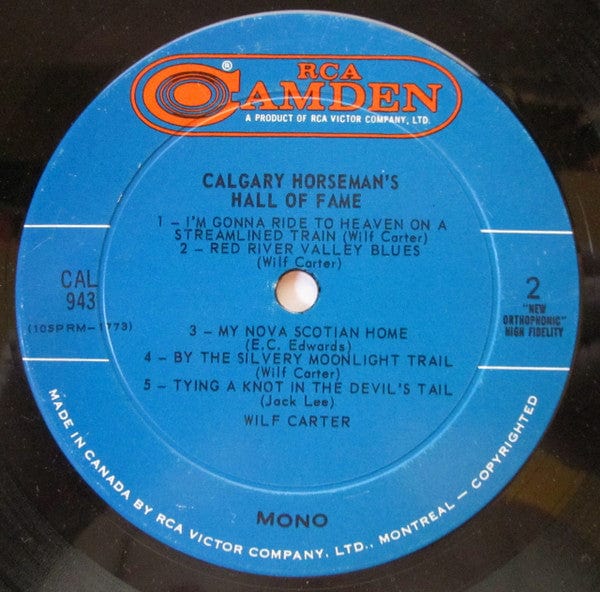 RCA
CAMDEN
®
A PRODUCT OF RCA VICTOR COMPANY, LTD.
CALGARY HORSEMAN'S
HALL OF FAME
1 – I'M GONNA RIDE TO HEAVEN ON A
STREAMLINED TRAIN (Wilf Carter)
2 – RED RIVER VALLEY BLUES
(Wilf Carter)
CAL
943
(10SPRM–1773)
2
"NEW
ORTHOPHONIC"
HIGH FIDELITY
3 – MY NOVA SCOTIAN HOME
(E.C. Edwards)
4 – BY THE SILVERY MOONLIGHT TRAIL
(Wilf Carter)
5 – TYING A KNOT IN THE DEVIL'S TAIL
(Jack Lee)
WILF CARTER
MONO
MADE IN CANADA BY RCA VICTOR COMPANY, LTD., MONTREAL – COPYRIGHTED